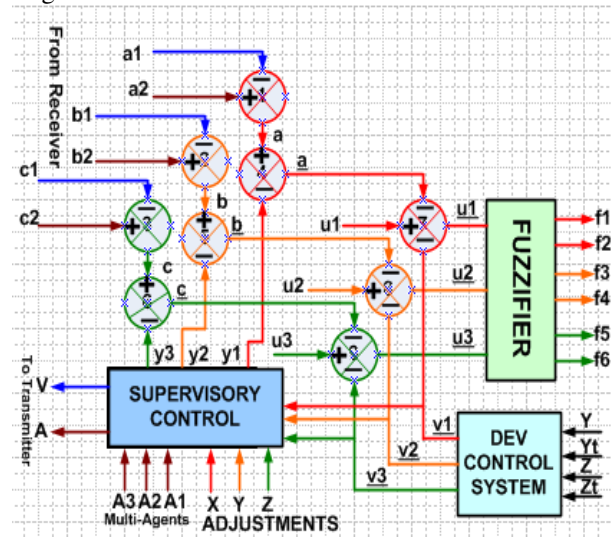 From Receiver
a1
a2
b1
b2
c1
c2
a
a
b
b
c
c
u1
u2
u3
u1
u2
u3
FUZZIFIER
f1
f2
f3
f4
f5
f6
y3
y2
y1
To Transmitter
V
A
SUPERVISORY
CONTROL
v1
v2
v3
DEV
CONTROL
SYSTEM
Y
Yt
Z
Zt
A3
A2
A1
X
Y
Z
Multi-Agents
ADJUSTMENTS